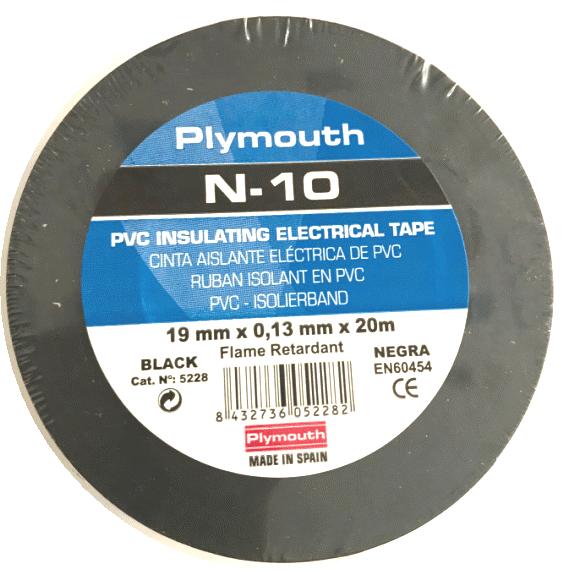 Plymouth
N-10
PVC INSULATING ELECTRICAL TAPE
CINTA AISLANTE ELÉCTRICA DE PVC
RUBAN ISOLANT EN PVC
PVC - ISOLIERBAND
19 mm x 0,13 mm x 20m
Flame Retardant
BLACK
Cat. Nº: 5228
NEGRA
EN60454
CE
8 432736 052282
Plymouth
MADE IN SPAIN